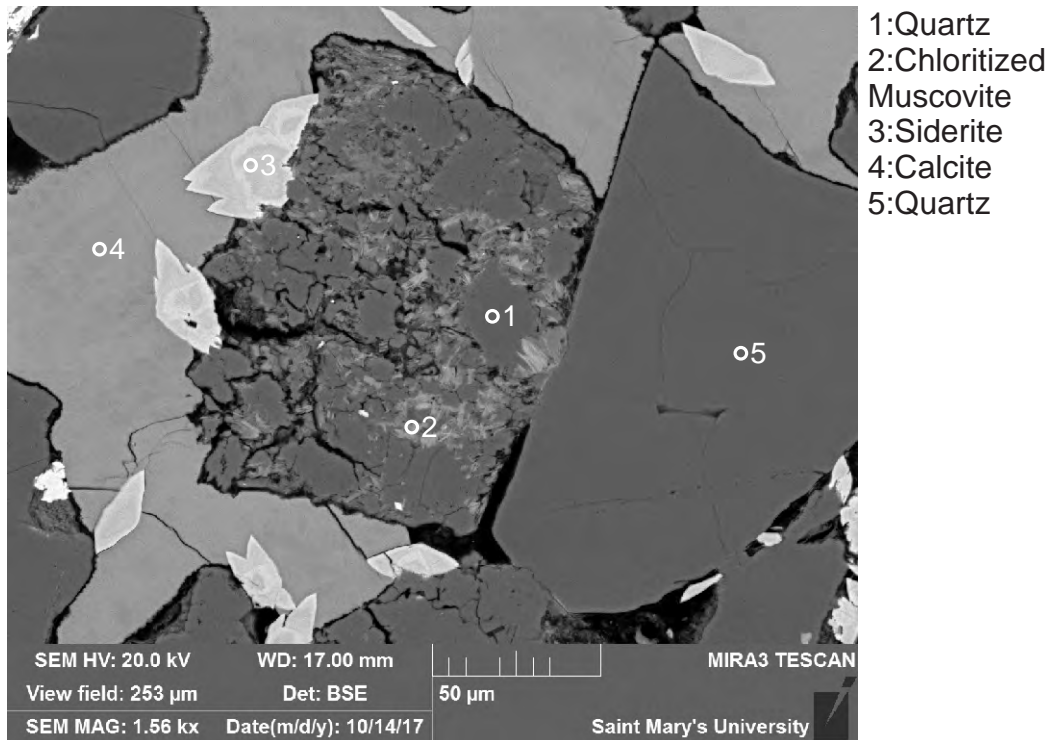 1:Quartz
2:Chloritized
Muscovite
3:Siderite
4:Calcite
5:Quartz
3
4
1
5
2
SEM HV: 20.0 kV WD: 17.00 mm MIRA3 TESCAN
View field: 253 µm Det: BSE 50 µm
SEM MAG: 1.56 kx Date(m/d/y): 10/14/17 Saint Mary's University